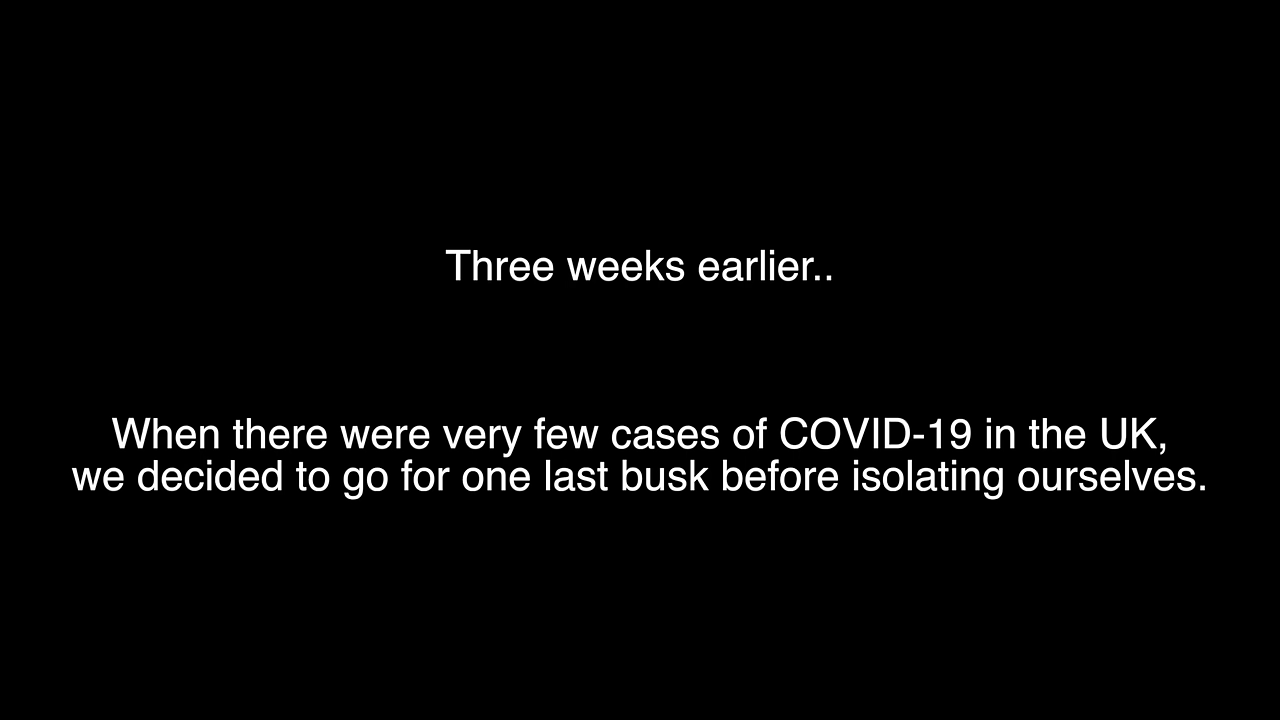 Three weeks earlier..
When there were very few cases of COVID-19 in the UK,
we decided to go for one last busk before isolating ourselves.